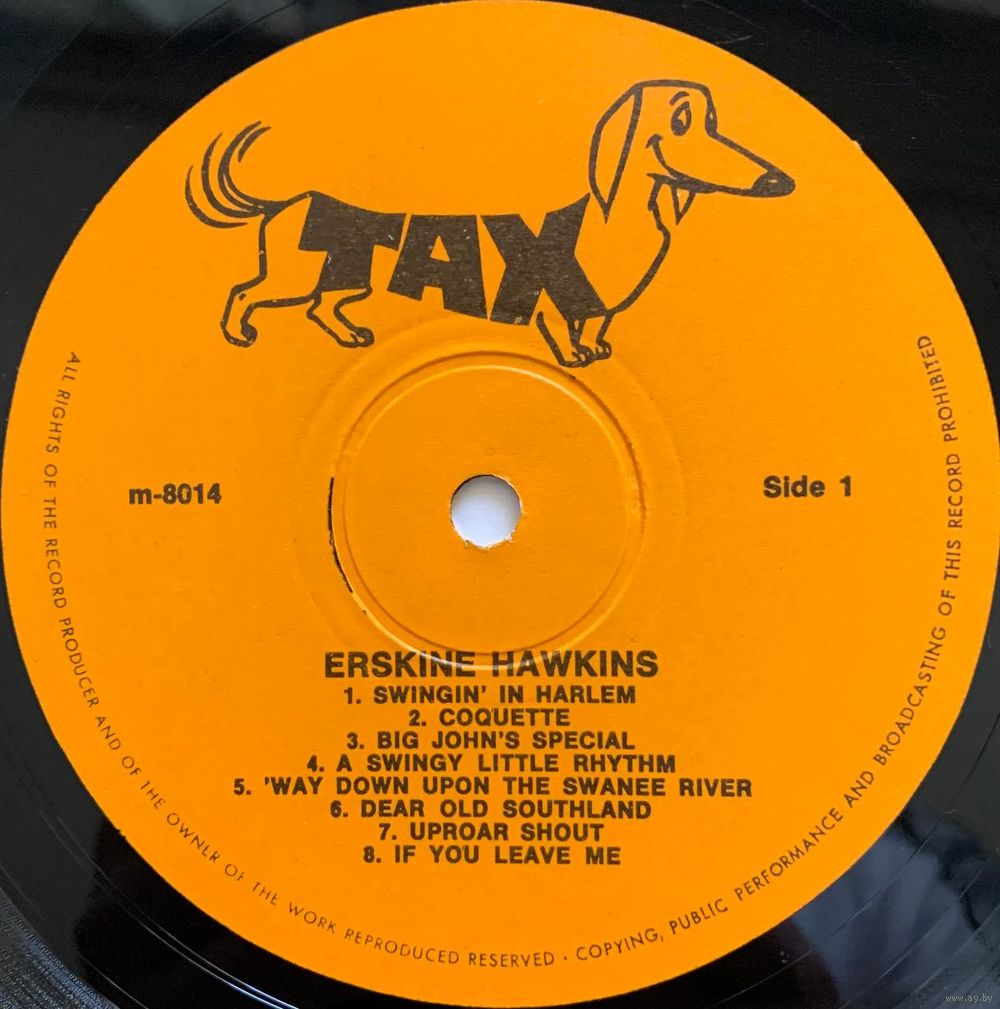 TAX
m-8014
Side 1
ERSKINE HAWKINS
1. SWINGIN' IN HARLEM
2. COQUETTE
3. BIG JOHN'S SPECIAL
4. A SWINGY LITTLE RHYTHM
5. 'WAY DOWN UPON THE SWANEE RIVER
6. DEAR OLD SOUTHLAND
7. UPROAR SHOUT
8. IF YOU LEAVE ME
ALL RIGHTS OF THE RECORD PRODUCER AND OF THE OWNER OF THE WORK REPRODUCED RESERVED · COPYING, PUBLIC PERFORMANCE AND BROADCASTING OF THIS RECORD PROHIBITED
www.ay.by